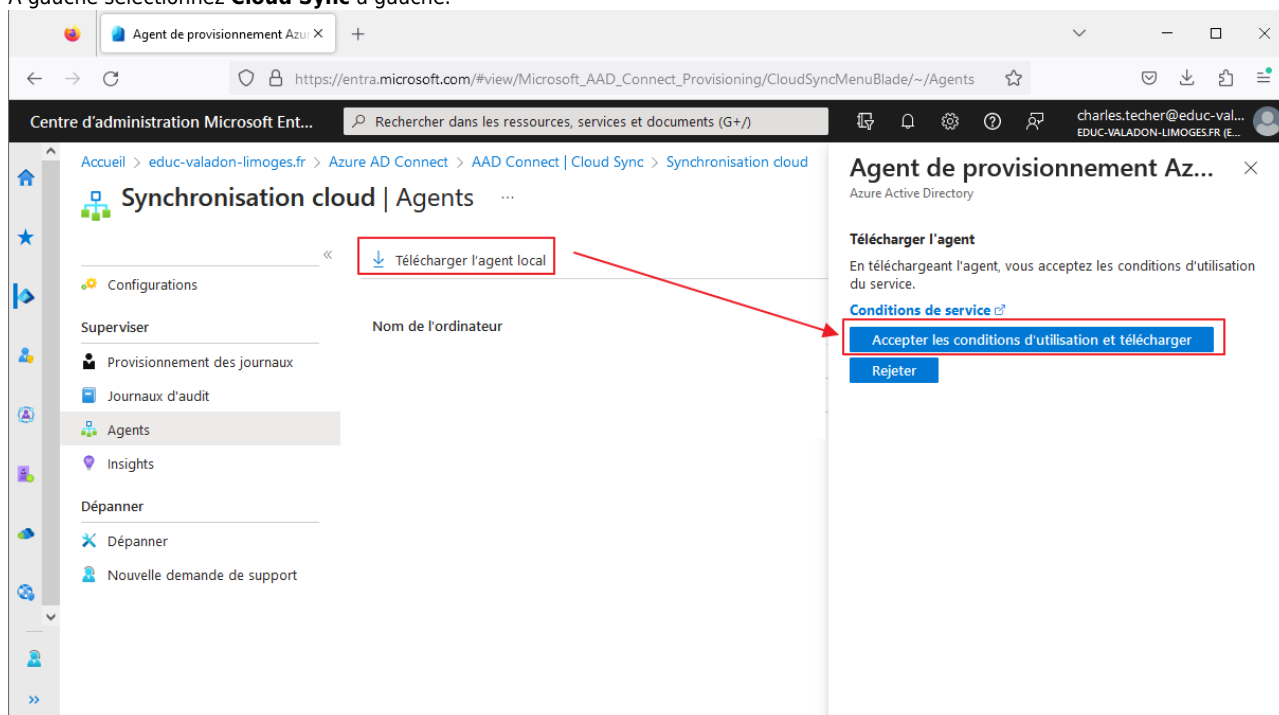 A gauche sélectionnez Cloud Sync à gauche.
Agent de provisionnement Azur
https://entra.microsoft.com/#view/Microsoft_AAD_Connect_Provisioning/CloudSyncMenuBlade/~/Agents
Centre d'administration Microsoft Ent...
Rechercher dans les ressources, services et documents (G+/)
charles.techer@educ-val...
EDUC-VALADON-LIMOGES.FR (E...
Accueil > educ-valadon-limoges.fr > Azure AD Connect > AAD Connect | Cloud Sync > Synchronisation cloud
Synchronisation cloud | Agents ...
«
Télécharger l'agent local
Configurations
Superviser
Nom de l'ordinateur
Provisionnement des journaux
Journaux d'audit
Agents
Insights
Dépanner
Dépanner
Nouvelle demande de support
»
Agent de provisionnement Az...
Azure Active Directory
Télécharger l'agent
En téléchargeant l'agent, vous acceptez les conditions d'utilisation
du service.
Conditions de service
Accepter les conditions d'utilisation et télécharger
Rejeter